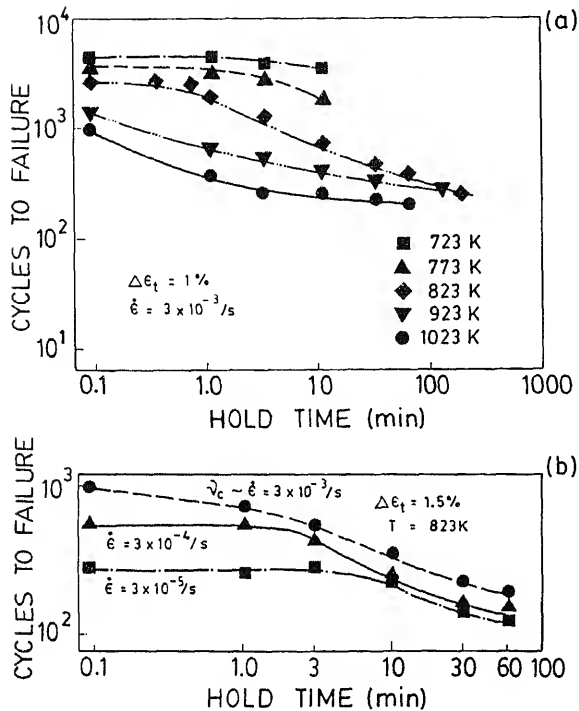 (a)
CYCLES TO FAILURE
10⁴
10³
10²
10¹
Δϵₜ = 1%
ε̇ = 3 x 10⁻³/s
723 K
773 K
823 K
923 K
1023 K
0.1 1.0 10 100 1000
HOLD TIME (min)
(b)
CYCLES TO FAILURE
10³
10²
ν_c ~ ε̇ = 3 x 10⁻³/s
Δϵₜ = 1.5%
T = 823K
ε̇ = 3 x 10⁻⁴/s
ε̇ = 3 x 10⁻⁵/s
0.1 1.0 3 10 30 60 100
HOLD TIME (min)